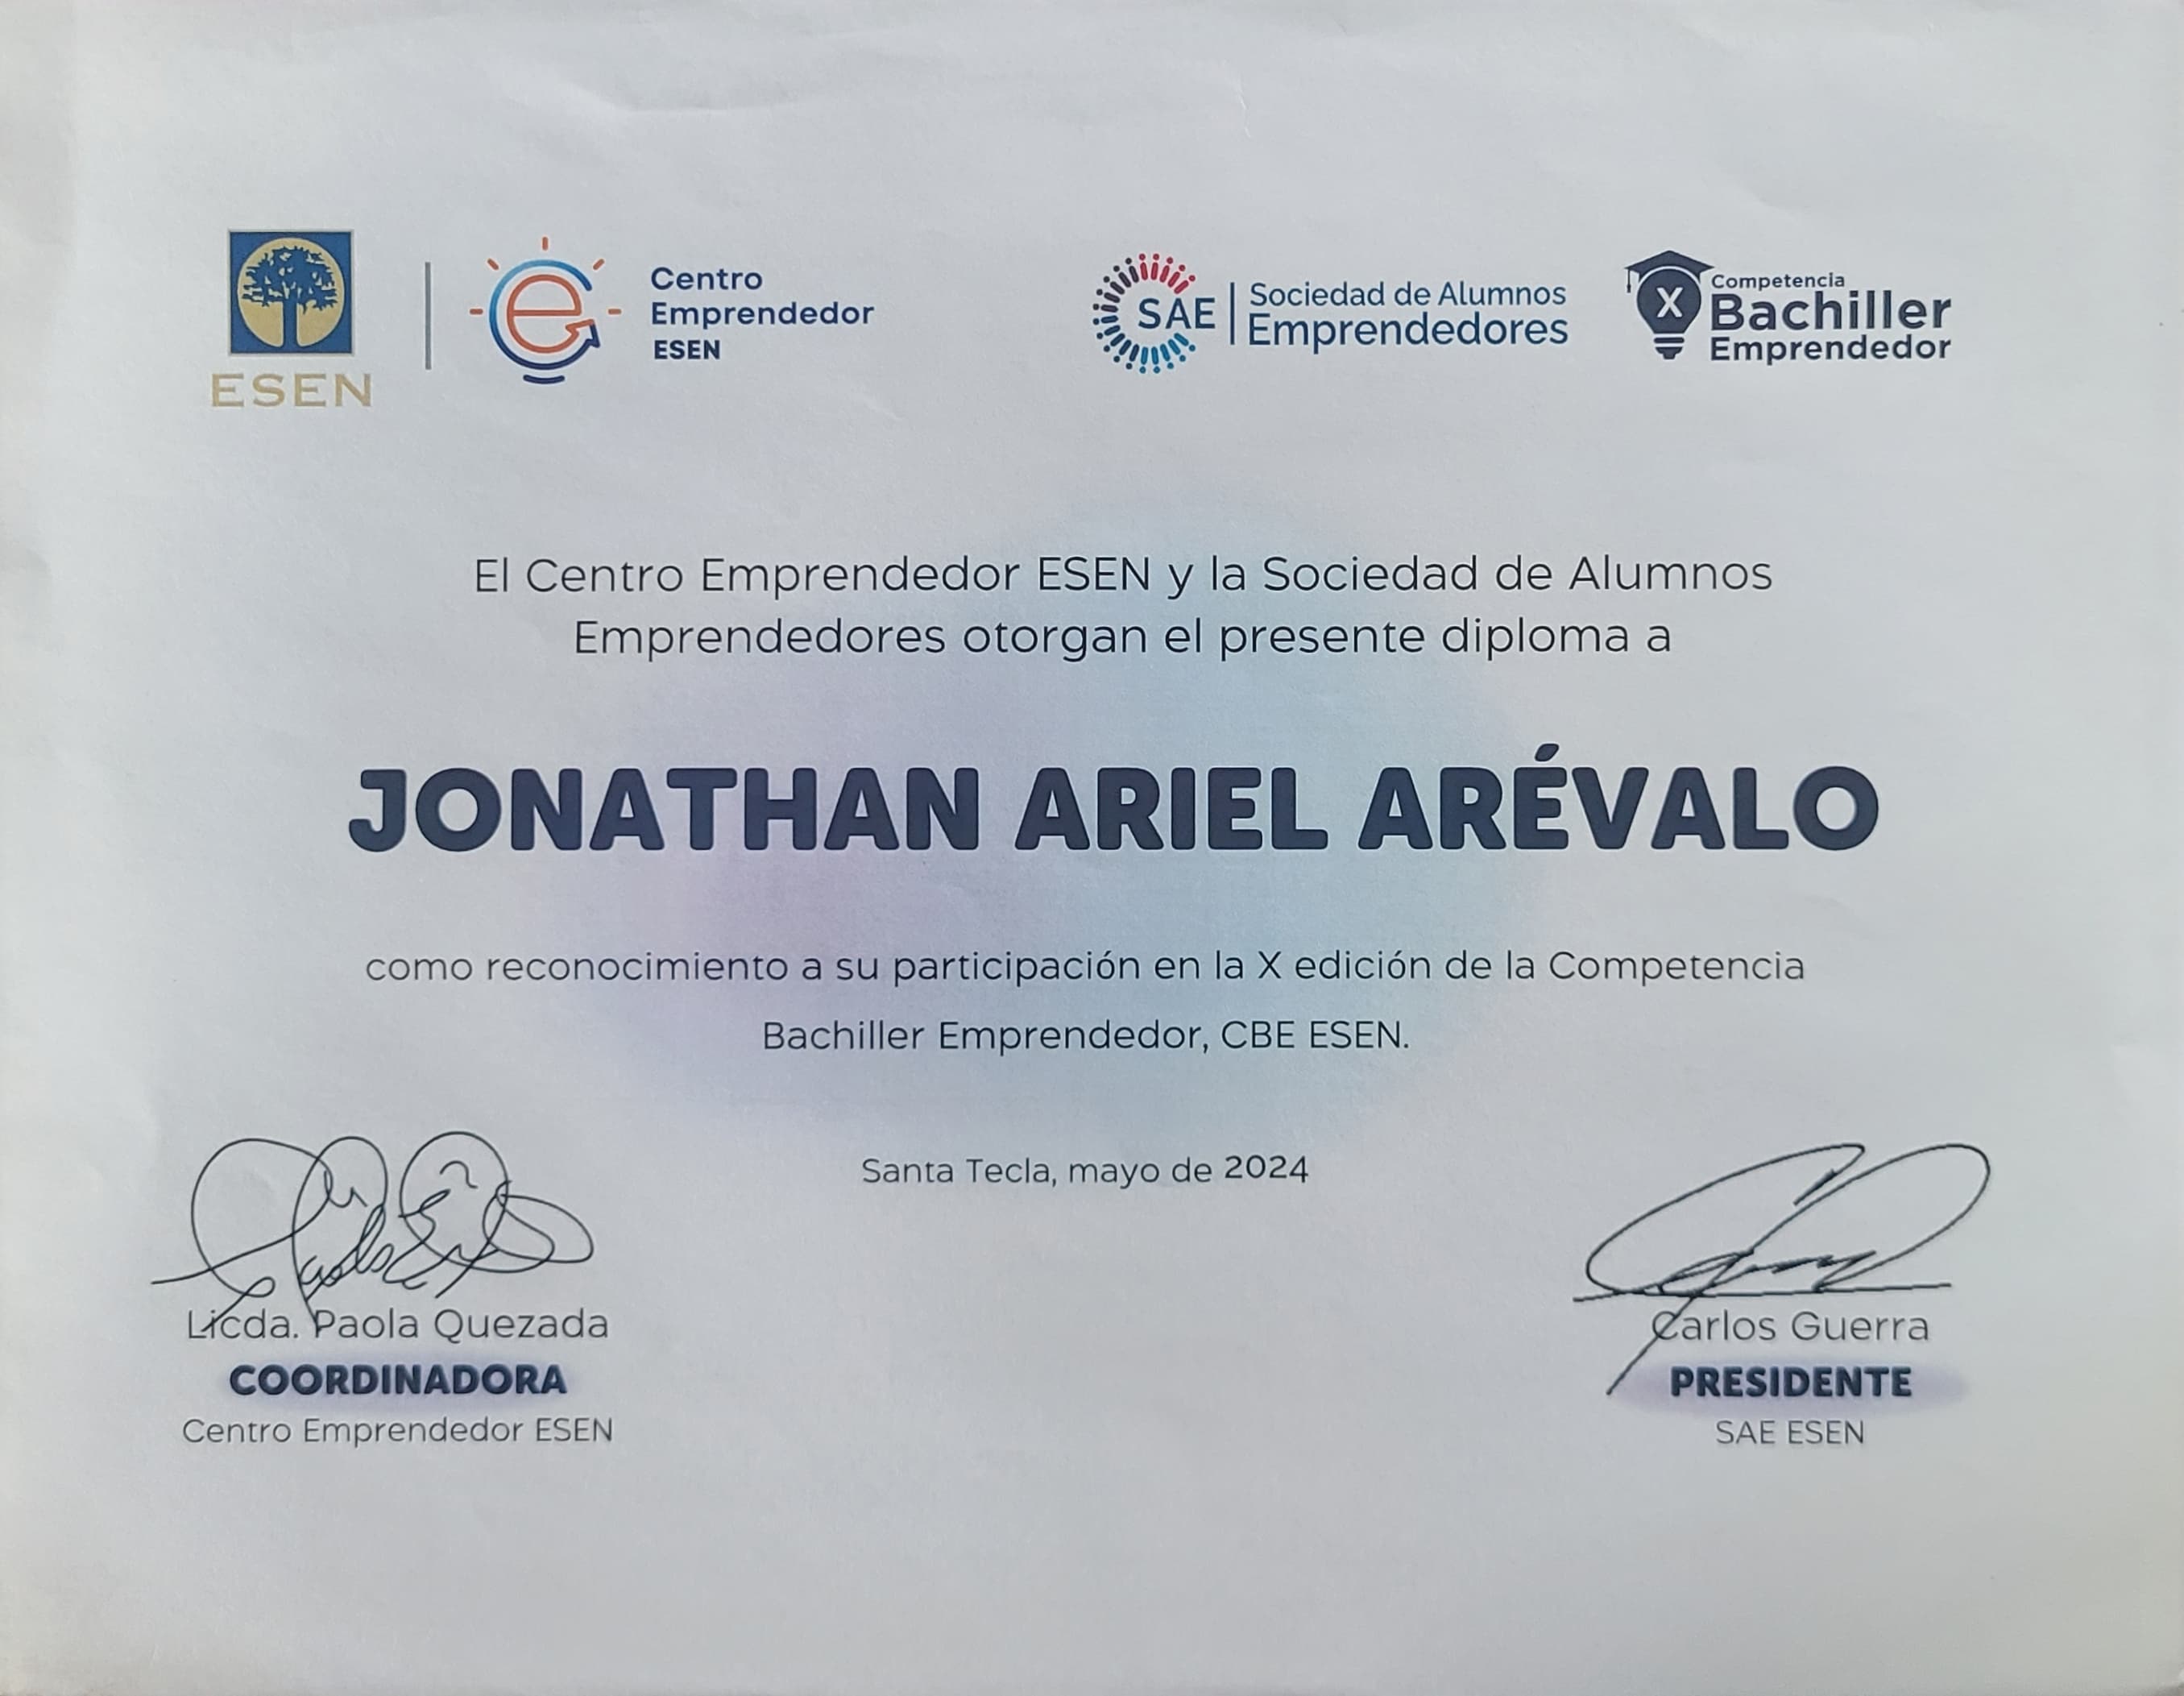 ESEN
Centro
Emprendedor
ESEN
SAE
Sociedad de Alumnos
Emprendedores
X
Competencia
Bachiller
Emprendedor
El Centro Emprendedor ESEN y la Sociedad de Alumnos
Emprendedores otorgan el presente diploma a
JONATHAN ARIEL ARÉVALO
como reconocimiento a su participación en la X edición de la Competencia
Bachiller Emprendedor, CBE ESEN.
Santa Tecla, mayo de 2024
Licda. Paola Quezada
COORDINADORA
Centro Emprendedor ESEN
Carlos Guerra
PRESIDENTE
SAE ESEN